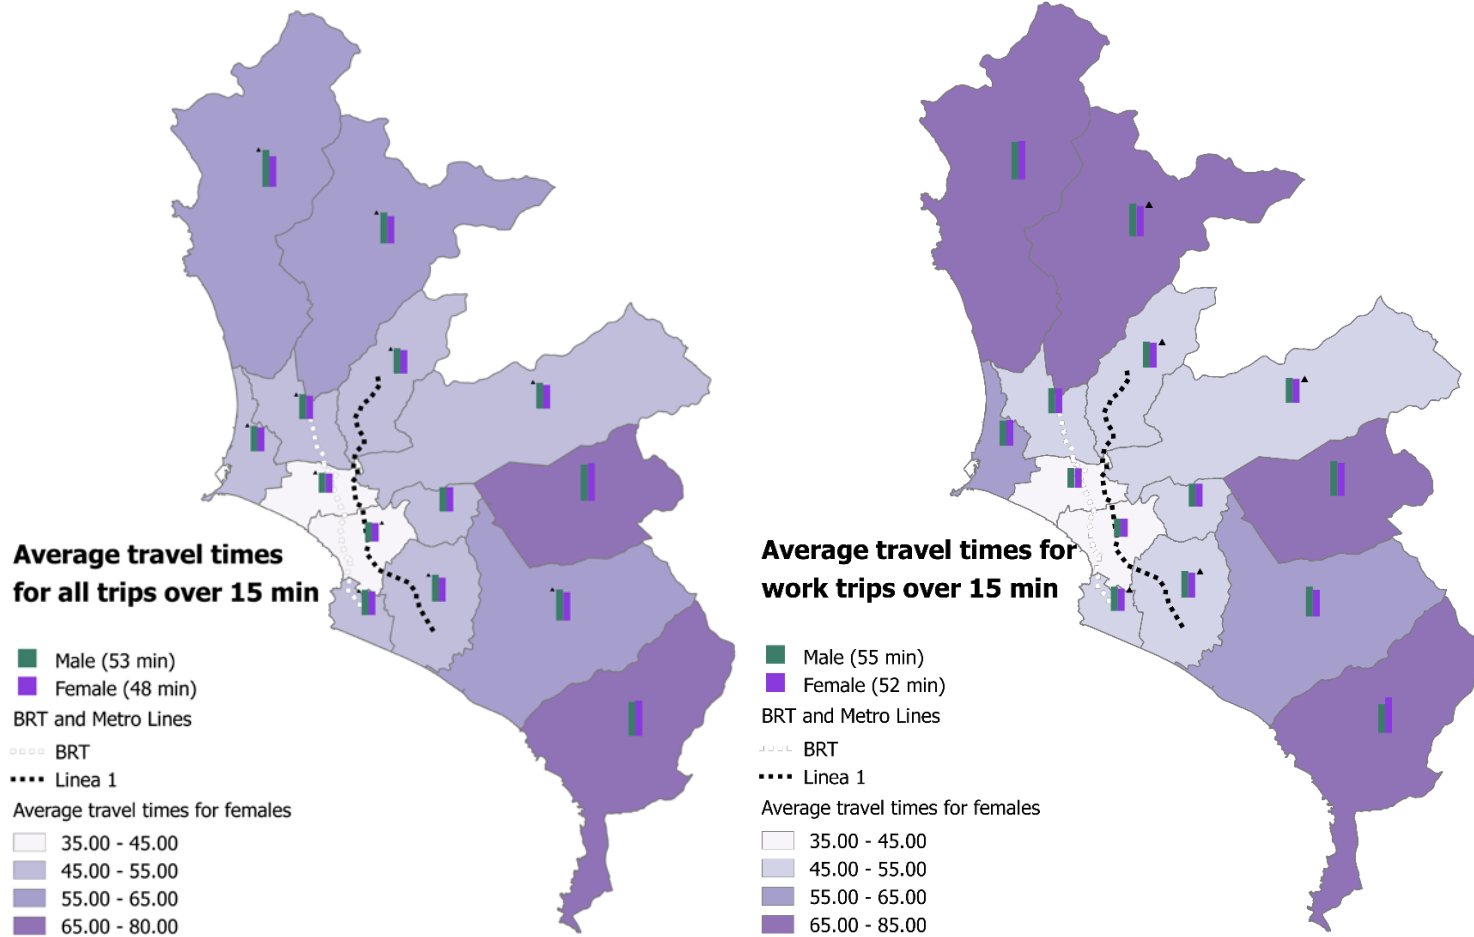 Average travel times
for all trips over 15 min
Male (53 min)
Female (48 min)
BRT and Metro Lines
BRT
Linea 1
Average travel times for females
35.00 - 45.00
45.00 - 55.00
55.00 - 65.00
65.00 - 80.00
Average travel times for
work trips over 15 min
Male (55 min)
Female (52 min)
BRT and Metro Lines
BRT
Linea 1
Average travel times for females
35.00 - 45.00
45.00 - 55.00
55.00 - 65.00
65.00 - 85.00